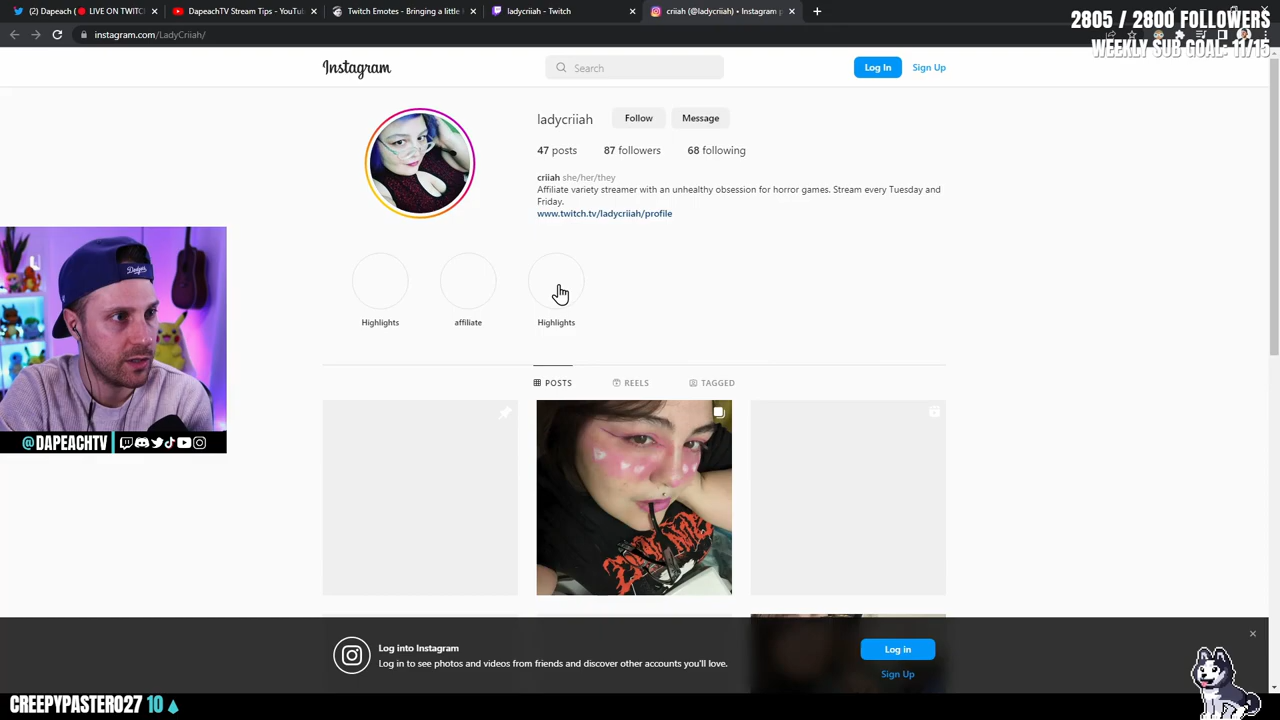 (2) Dapeach (🔴 LIVE ON TWITCH
DapeachTV Stream Tips - YouTub
Twitch Emotes - Bringing a little
ladycriiah - Twitch
criiah (@ladycriiah) • Instagram p
2805 / 2800 FOLLOWERS
instagram.com/LadyCriiah/
WEEKLY SUB GOAL: 11/15
Instagram
Search
Log In
Sign Up
ladycriiah
Follow
Message
47 posts
87 followers
68 following
criiah she/her/they
Affiliate variety streamer with an unhealthy obsession for horror games. Stream every Tuesday and
Friday.
www.twitch.tv/ladycriiah/profile
Highlights
affiliate
Highlights
POSTS
REELS
TAGGED
Dodgers
@DAPEACHTV
Log into Instagram
Log in to see photos and videos from friends and discover other accounts you'll love.
Log in
Sign Up
CREEPYPASTER027 10